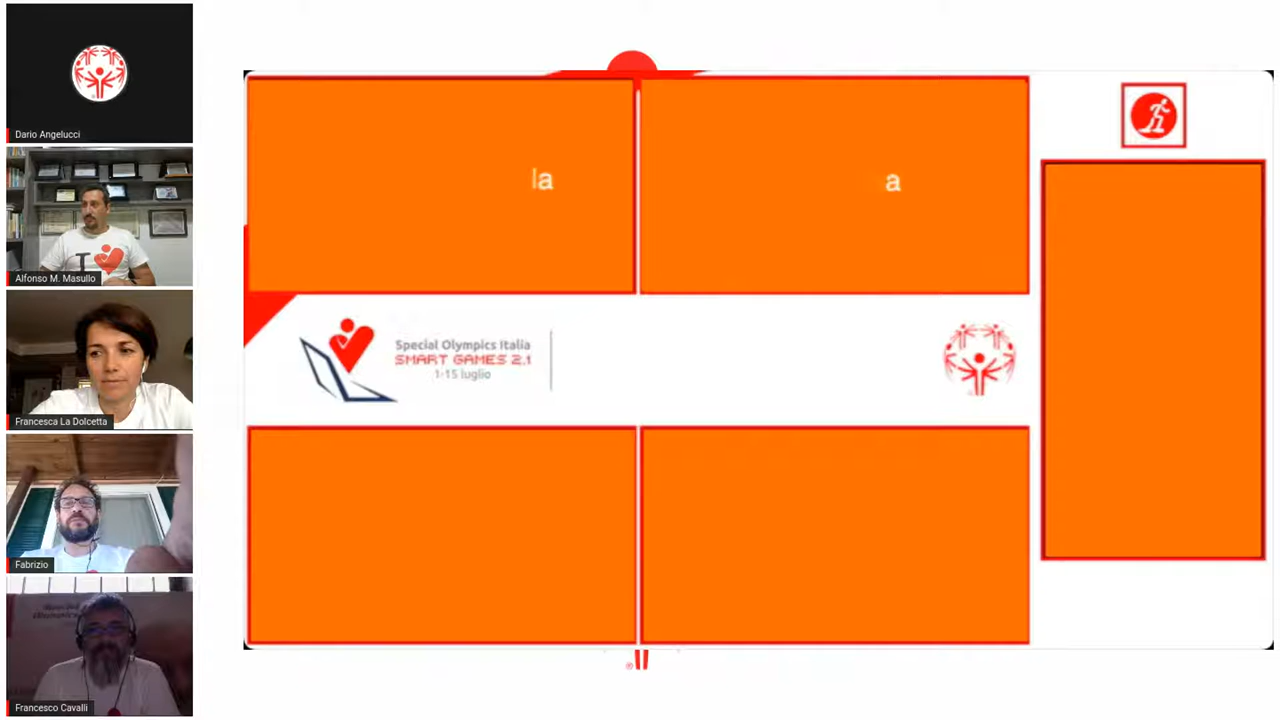 Dario Angelucci
Alfonso M. Masullo
Francesca La Dolcetta
Fabrizio
Francesco Cavalli
la
a
Special Olympics Italia
SMART GAMES 2.1
1-15 luglio